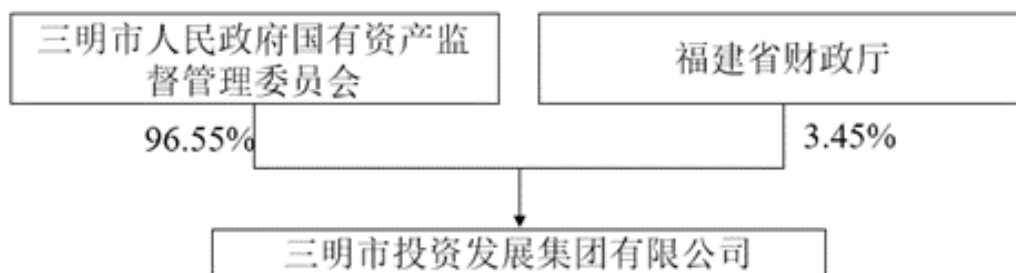 三明市人民政府国有资产监
督管理委员会
福建省财政厅
96.55%
3.45%
三明市投资发展集团有限公司